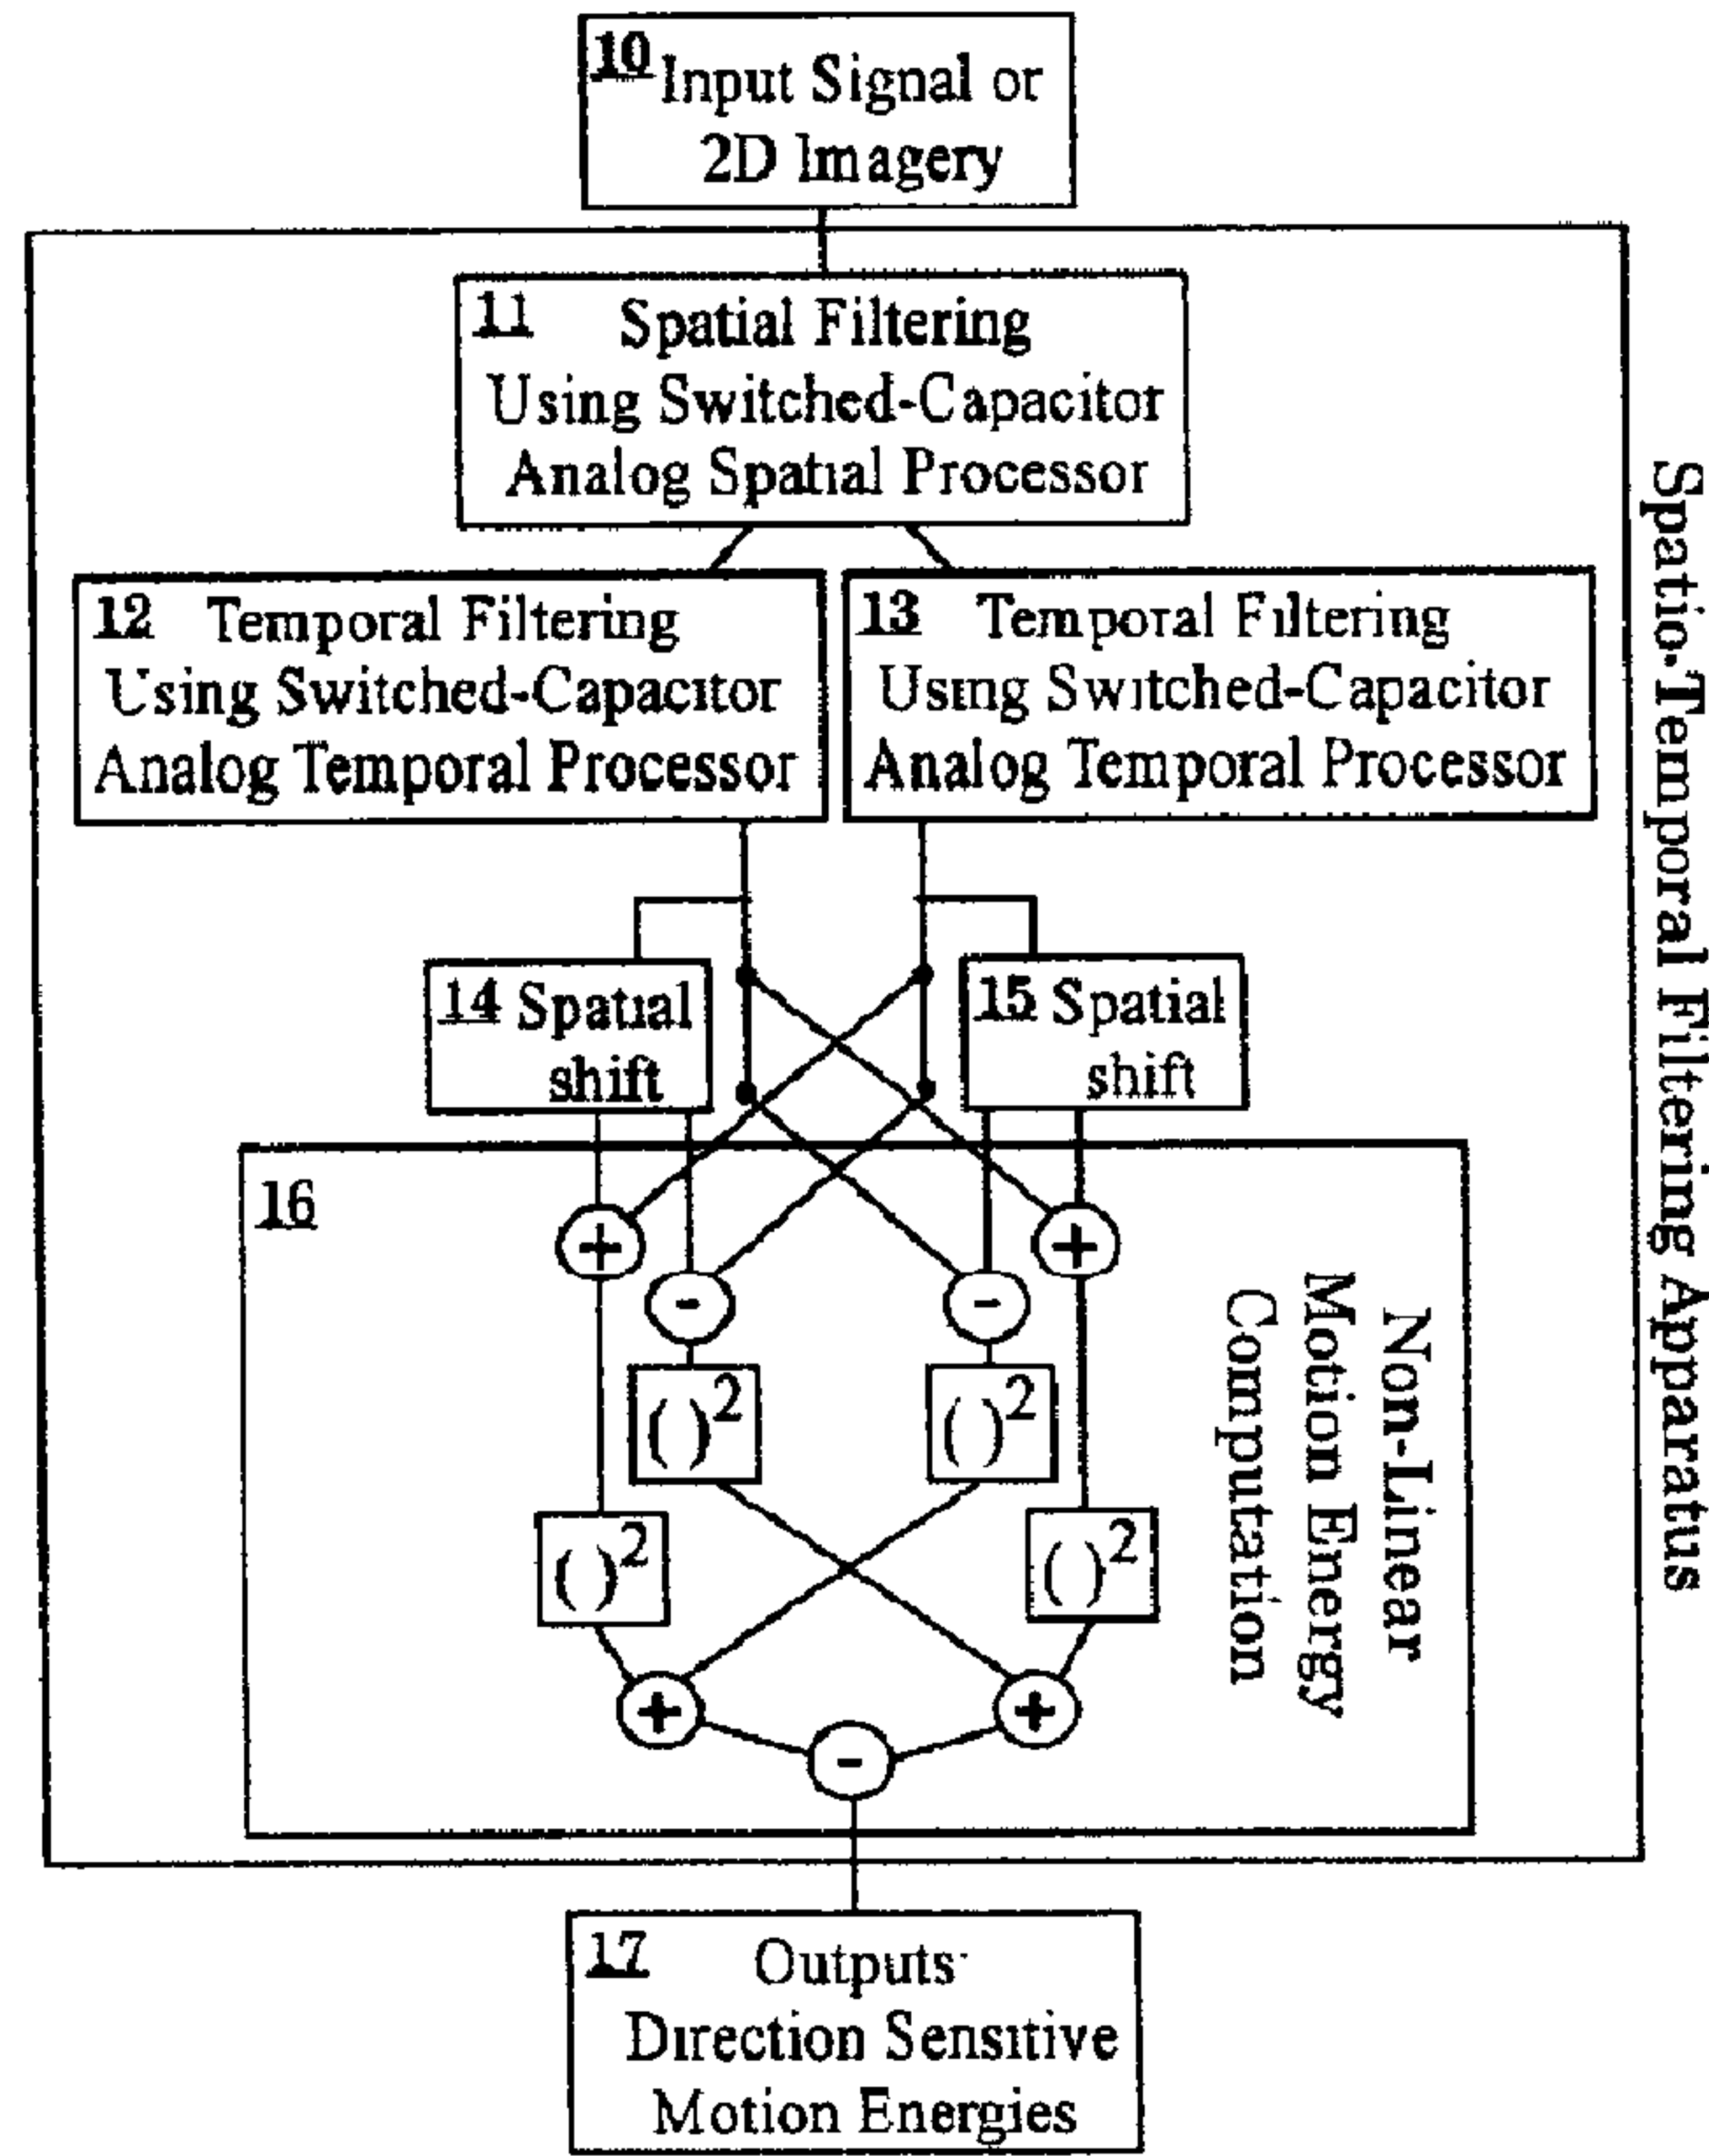 10 Input Signal or
2D Imagery
11 Spatial Filtering
Using Switched-Capacitor
Analog Spatial Processor
12 Temporal Filtering
Using Switched-Capacitor
Analog Temporal Processor
13 Temporal Filtering
Using Switched-Capacitor
Analog Temporal Processor
14 Spatial
shift
15 Spatial
shift
16
+
-
-
+
( )2
( )2
( )2
( )2
+
+
-
Non-Linear
Motion Energy
Computation
Spatio-Temporal Filtering Apparatus
17 Outputs
Direction Sensitive
Motion Energies